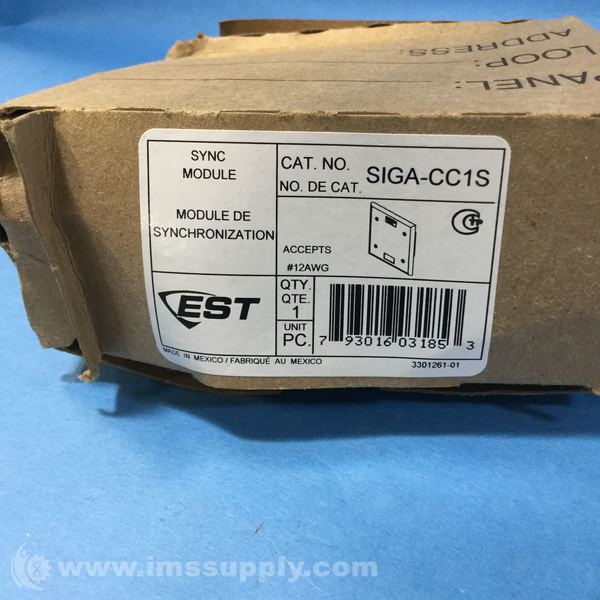 PANEL:
LOOP:
ADDRESS:
SYNC
MODULE
MODULE DE
SYNCHRONIZATION
CAT. NO.
NO. DE CAT.
SIGA-CC1S
ACCEPTS
#12AWG
EST
QTY.
QTE.
1
UNIT
PC.
7 93016 03185 3
MADE IN MEXICO / FABRIQUÉ AU MEXICO
3301261-01
© www.imssupply.com/